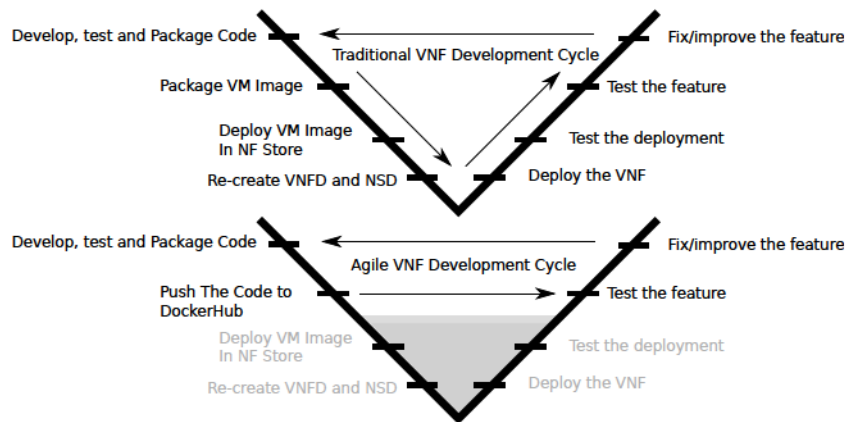 Develop, test and Package Code
Fix/improve the feature
Traditional VNF Development Cycle
Package VM Image
Test the feature
Deploy VM Image
In NF Store
Test the deployment
Re-create VNFD and NSD
Deploy the VNF
Develop, test and Package Code
Fix/improve the feature
Agile VNF Development Cycle
Push The Code to
DockerHub
Test the feature
Deploy VM Image
In NF Store
Test the deployment
Re-create VNFD and NSD
Deploy the VNF